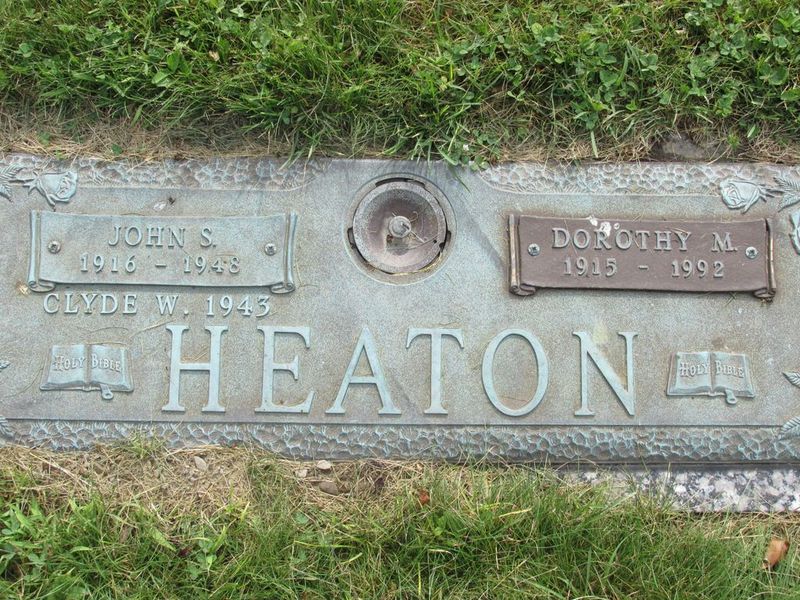 JOHN S.
1916 - 1948
CLYDE W. 1943
DOROTHY M.
1915 - 1992
HOLY BIBLE
HEATON
HOLY BIBLE